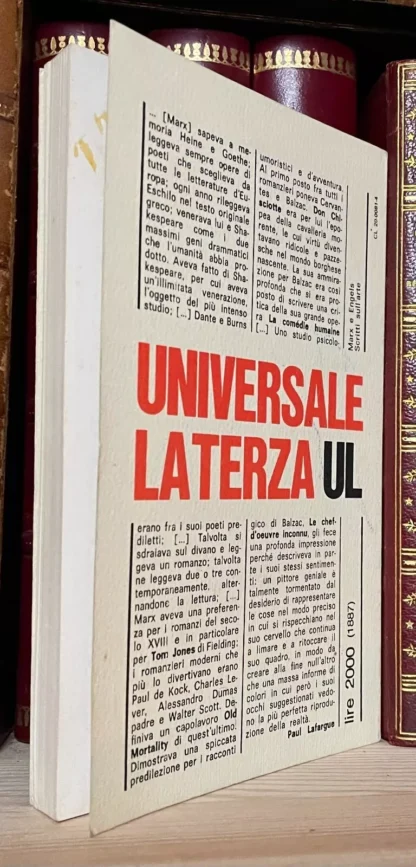 ... [Marx] sapeva a me-
moria Heine e Goethe;
leggeva sempre opere di
poeti che sceglieva da
tutte le letterature d'Eu-
ropa; ogni anno rileggeva
Eschilo nel testo originale
greco; venerava lui e Sha-
kespeare come i due
massimi geni drammatici
che l'umanità abbia pro-
dotto. Aveva fatto di Sha-
kespeare, per cui aveva
un'illimitata venerazione,
l'oggetto del più intenso
studio; [...] Dante e Burns
umoristici e d'avventura.
Al primo posto fra tutti i
romanzieri poneva Cervan-
tes e Balzac. Don Chi-
sciotte era per lui l'epo-
pea della cavalleria mo-
rente, le cui virtù diven-
tavano ridicole e pazze-
sche nel mondo borghese
nascente. La sua ammira-
zione per Balzac era così
profonda che si era pro-
posto di scrivere una cri-
tica della sua grande ope-
ra La comédie humaine
[...] Uno studio psicolo-
Marx e Engels
Scritti sull'arte
CL 20-0081-4
UNIVERSALE
LATERZA UL
erano fra i suoi poeti pre-
diletti; [...] Talvolta si
sdraiava sul divano e leg-
geva un romanzo; talvolta
ne leggeva due o tre con-
temporaneamente, alter-
nandone la lettura; [...]
Marx aveva una preferen-
za per i romanzi del seco-
lo XVIII e in particolare
per Tom Jones di Fielding;
i romanzieri moderni che
più lo divertivano erano
Paul de Kock, Charles Le-
ver, Alessandro Dumas
padre e Walter Scott. De-
finiva un capolavoro Old
Mortality di quest'ultimo.
Dimostrava una spiccata
predilezione per i racconti
gico di Balzac, Le chef-
d'oeuvre inconnu, gli fece
una profonda impressione
perché descriveva in par-
te i suoi stessi sentimen-
ti: un pittore geniale è
talmente tormentato dal
desiderio di rappresentare
le cose nel modo preciso
in cui si rispecchiano nel
suo cervello che continua
a limare e a ritoccare il
suo quadro, in modo da
creare alla fine null'altro
che una massa informe di
colori in cui però i suoi
occhi suggestionati vedo-
no la più perfetta riprodu-
zione della realtà.
Paul Lafargue
lire 2000 (1887)